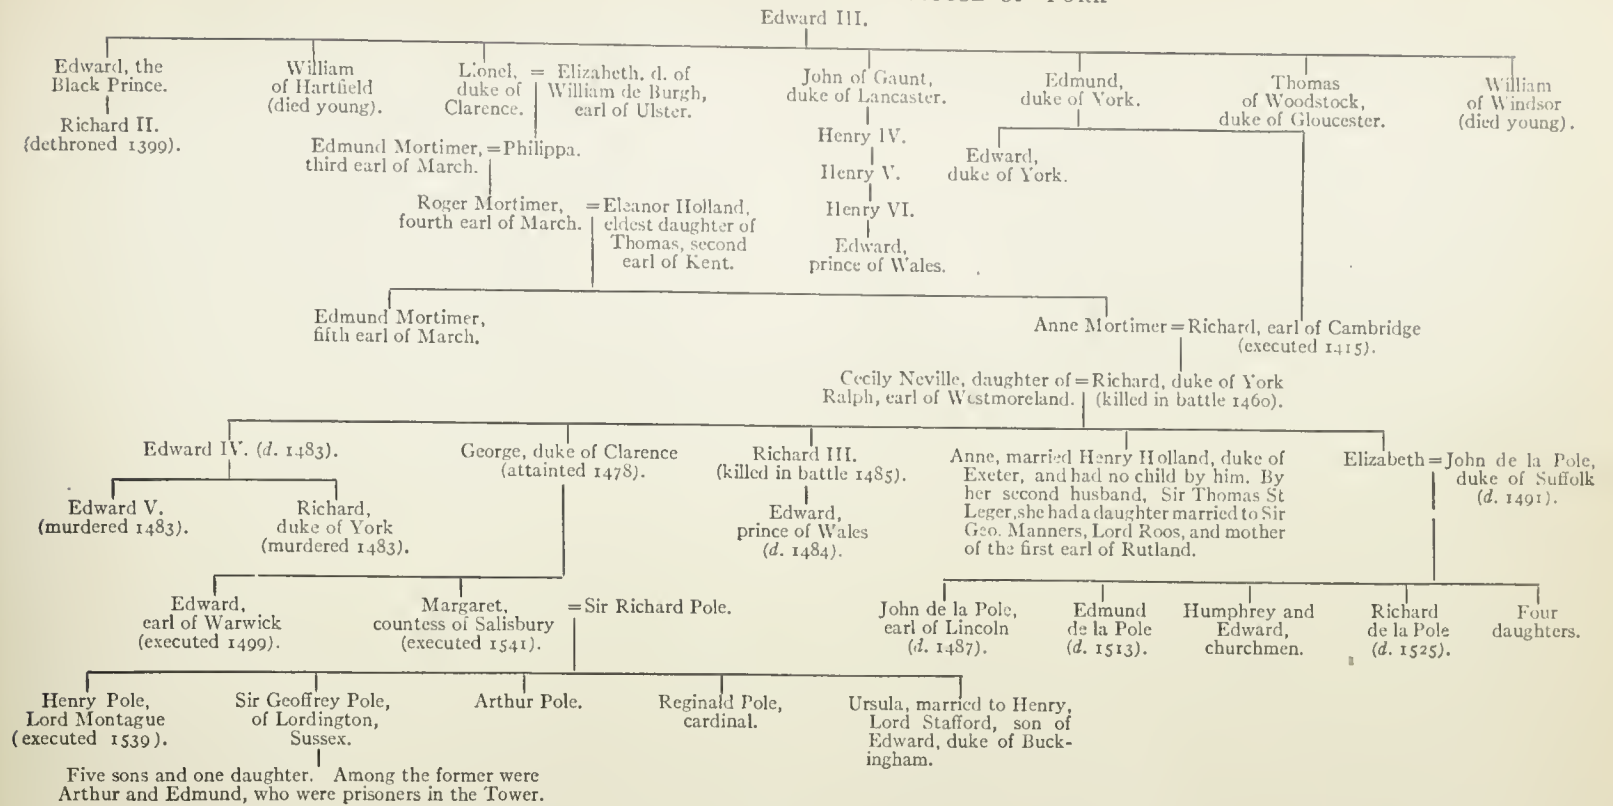 Edward III.
Edward, the
Black Prince.
Richard II.
(dethroned 1399).
William
of Hartfield
(died young).
Lionel,
duke of
Clarence.
= Elizabeth, d. of
William de Burgh,
earl of Ulster.
John of Gaunt,
duke of Lancaster.
Edmund,
duke of York.
Thomas
of Woodstock,
duke of Gloucester.
William
of Windsor
(died young).
Edmund Mortimer, =Philippa.
third earl of March.
Henry IV.
Henry V.
Henry VI.
Edward,
prince of Wales.
Edward,
duke of York.
Roger Mortimer,
fourth earl of March.
=Eleanor Holland,
eldest daughter of
Thomas, second
earl of Kent.
Edmund Mortimer,
fifth earl of March.
Anne Mortimer=Richard, earl of Cambridge
(executed 1415).
Cecily Neville, daughter of=Richard, duke of York
Ralph, earl of Westmoreland. (killed in battle 1460).
Edward IV. (d. 1483).
George, duke of Clarence
(attainted 1478).
Richard III.
(killed in battle 1485).
Edward,
prince of Wales
(d. 1484).
Anne, married Henry Holland, duke of
Exeter, and had no child by him. By
her second husband, Sir Thomas St
Leger,she had a daughter married to Sir
Geo. Manners, Lord Roos, and mother
of the first earl of Rutland.
Elizabeth=John de la Pole,
duke of Suffolk
(d. 1491).
Edward V.
(murdered 1483).
Richard,
duke of York
(murdered 1483).
Edward,
earl of Warwick
(executed 1499).
Margaret,
countess of Salisbury
(executed 1541).
=Sir Richard Pole.
John de la Pole,
earl of Lincoln
(d. 1487).
Edmund
de la Pole
(d. 1513).
Humphrey and
Edward,
churchmen.
Richard
de la Pole
(d. 1525).
Four
daughters.
Henry Pole,
Lord Montague
(executed 1539).
Sir Geoffrey Pole,
of Lordington,
Sussex.
Arthur Pole.
Reginald Pole,
cardinal.
Ursula, married to Henry,
Lord Stafford, son of
Edward, duke of Buck-
ingham.
Five sons and one daughter. Among the former were
Arthur and Edmund, who were prisoners in the Tower.